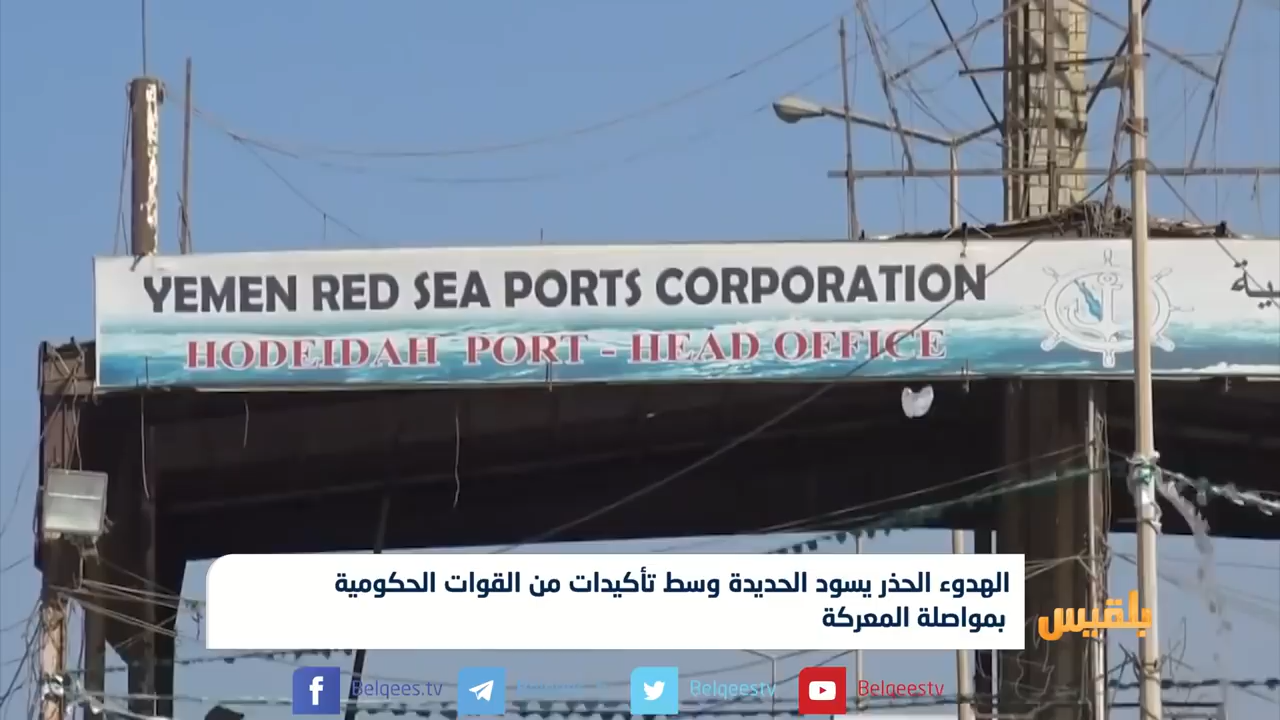 YEMEN RED SEA PORTS CORPORATION
HODEIDAH PORT - HEAD OFFICE
الهدوء الحذر يسود الحديدة وسط تأكيدات من القوات الحكومية
بمواصلة المعركة
بلقيس
Belqees.tv
Belqeestv
Belqeestv